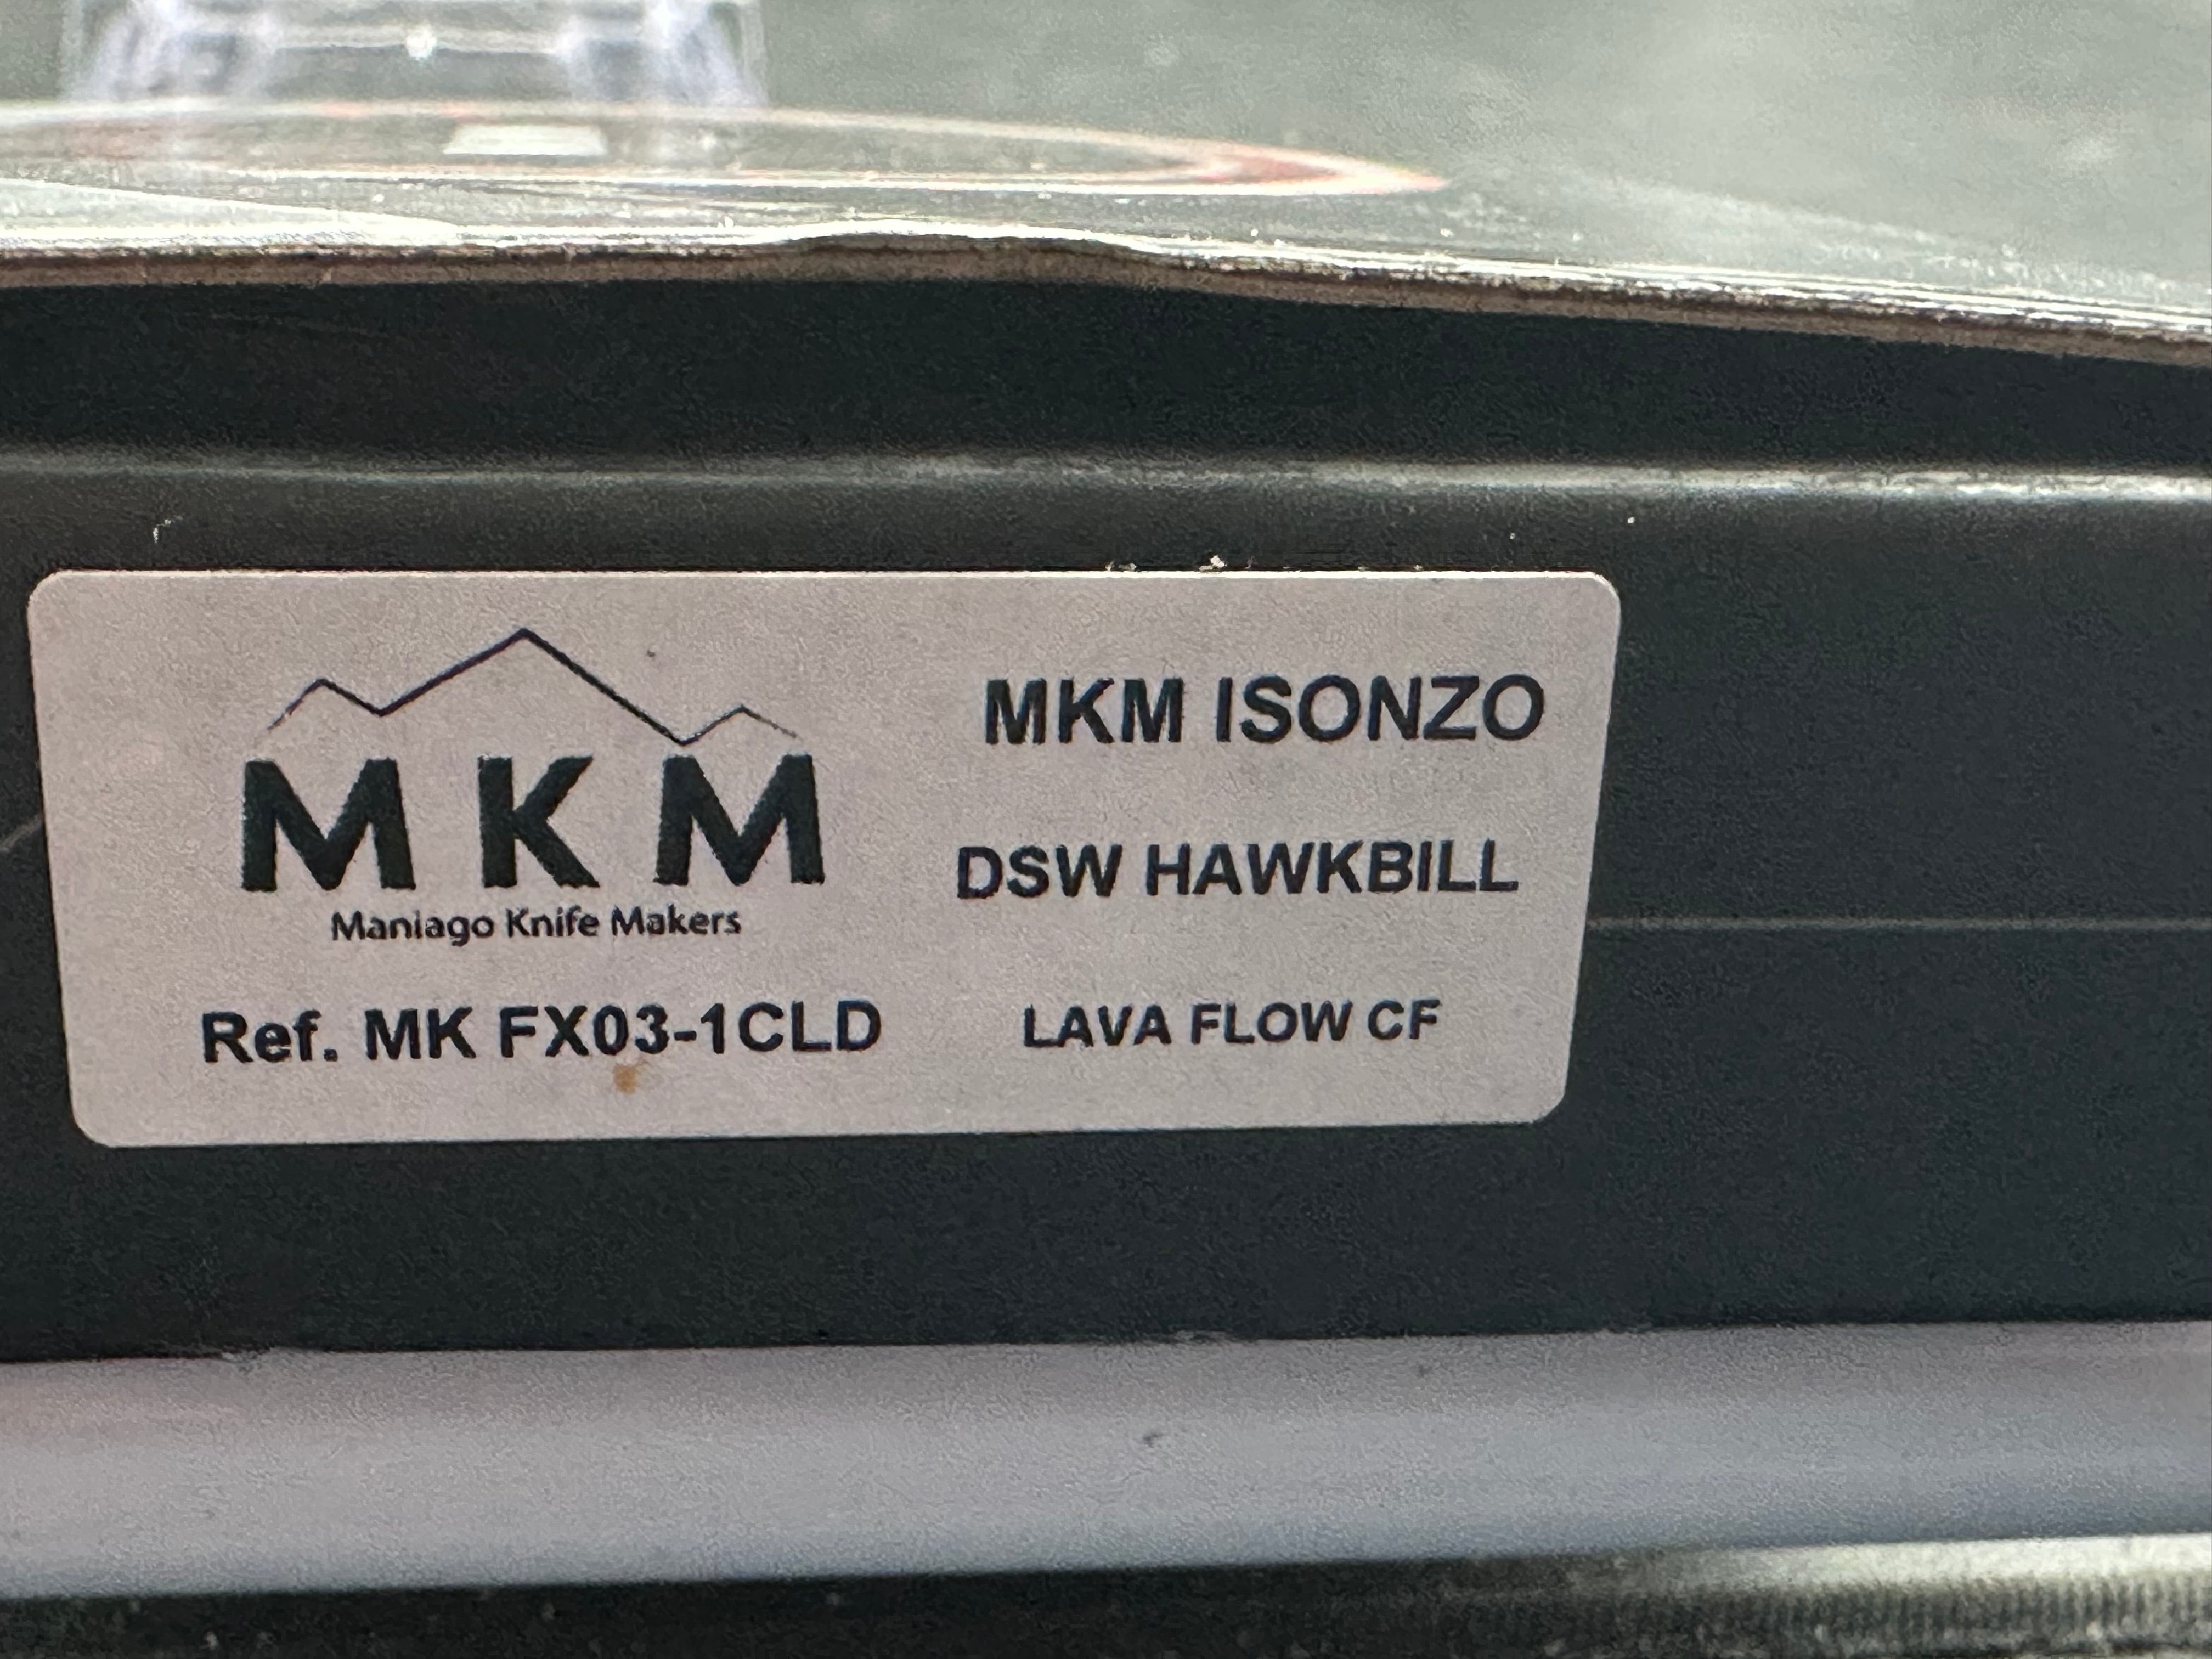 MKM
Maniago Knife Makers
Ref. MK FX03-1CLD
MKM ISONZO
DSW HAWKBILL
LAVA FLOW CF